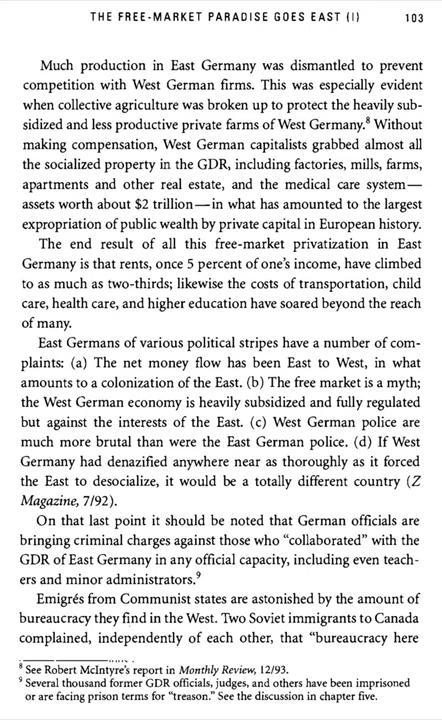 THE FREE-MARKET PARADISE GOES EAST (I) 103
Much production in East Germany was dismantled to prevent
competition with West German firms. This was especially evident
when collective agriculture was broken up to protect the heavily sub-
sidized and less productive private farms of West Germany.⁸ Without
making compensation, West German capitalists grabbed almost all
the socialized property in the GDR, including factories, mills, farms,
apartments and other real estate, and the medical care system—
assets worth about $2 trillion—in what has amounted to the largest
expropriation of public wealth by private capital in European history.
The end result of all this free-market privatization in East
Germany is that rents, once 5 percent of one's income, have climbed
to as much as two-thirds; likewise the costs of transportation, child
care, health care, and higher education have soared beyond the reach
of many.
East Germans of various political stripes have a number of com-
plaints: (a) The net money flow has been East to West, in what
amounts to a colonization of the East. (b) The free market is a myth;
the West German economy is heavily subsidized and fully regulated
but against the interests of the East. (c) West German police are
much more brutal than were the East German police. (d) If West
Germany had denazified anywhere near as thoroughly as it forced
the East to desocialize, it would be a totally different country (Z
Magazine, 7/92).
On that last point it should be noted that German officials are
bringing criminal charges against those who “collaborated” with the
GDR of East Germany in any official capacity, including even teach-
ers and minor administrators.⁹
Emigrés from Communist states are astonished by the amount of
bureaucracy they find in the West. Two Soviet immigrants to Canada
complained, independently of each other, that “bureaucracy here
⁸ See Robert McIntyre's report in Monthly Review, 12/93.
⁹ Several thousand former GDR officials, judges, and others have been imprisoned
or are facing prison terms for “treason.” See the discussion in chapter five.